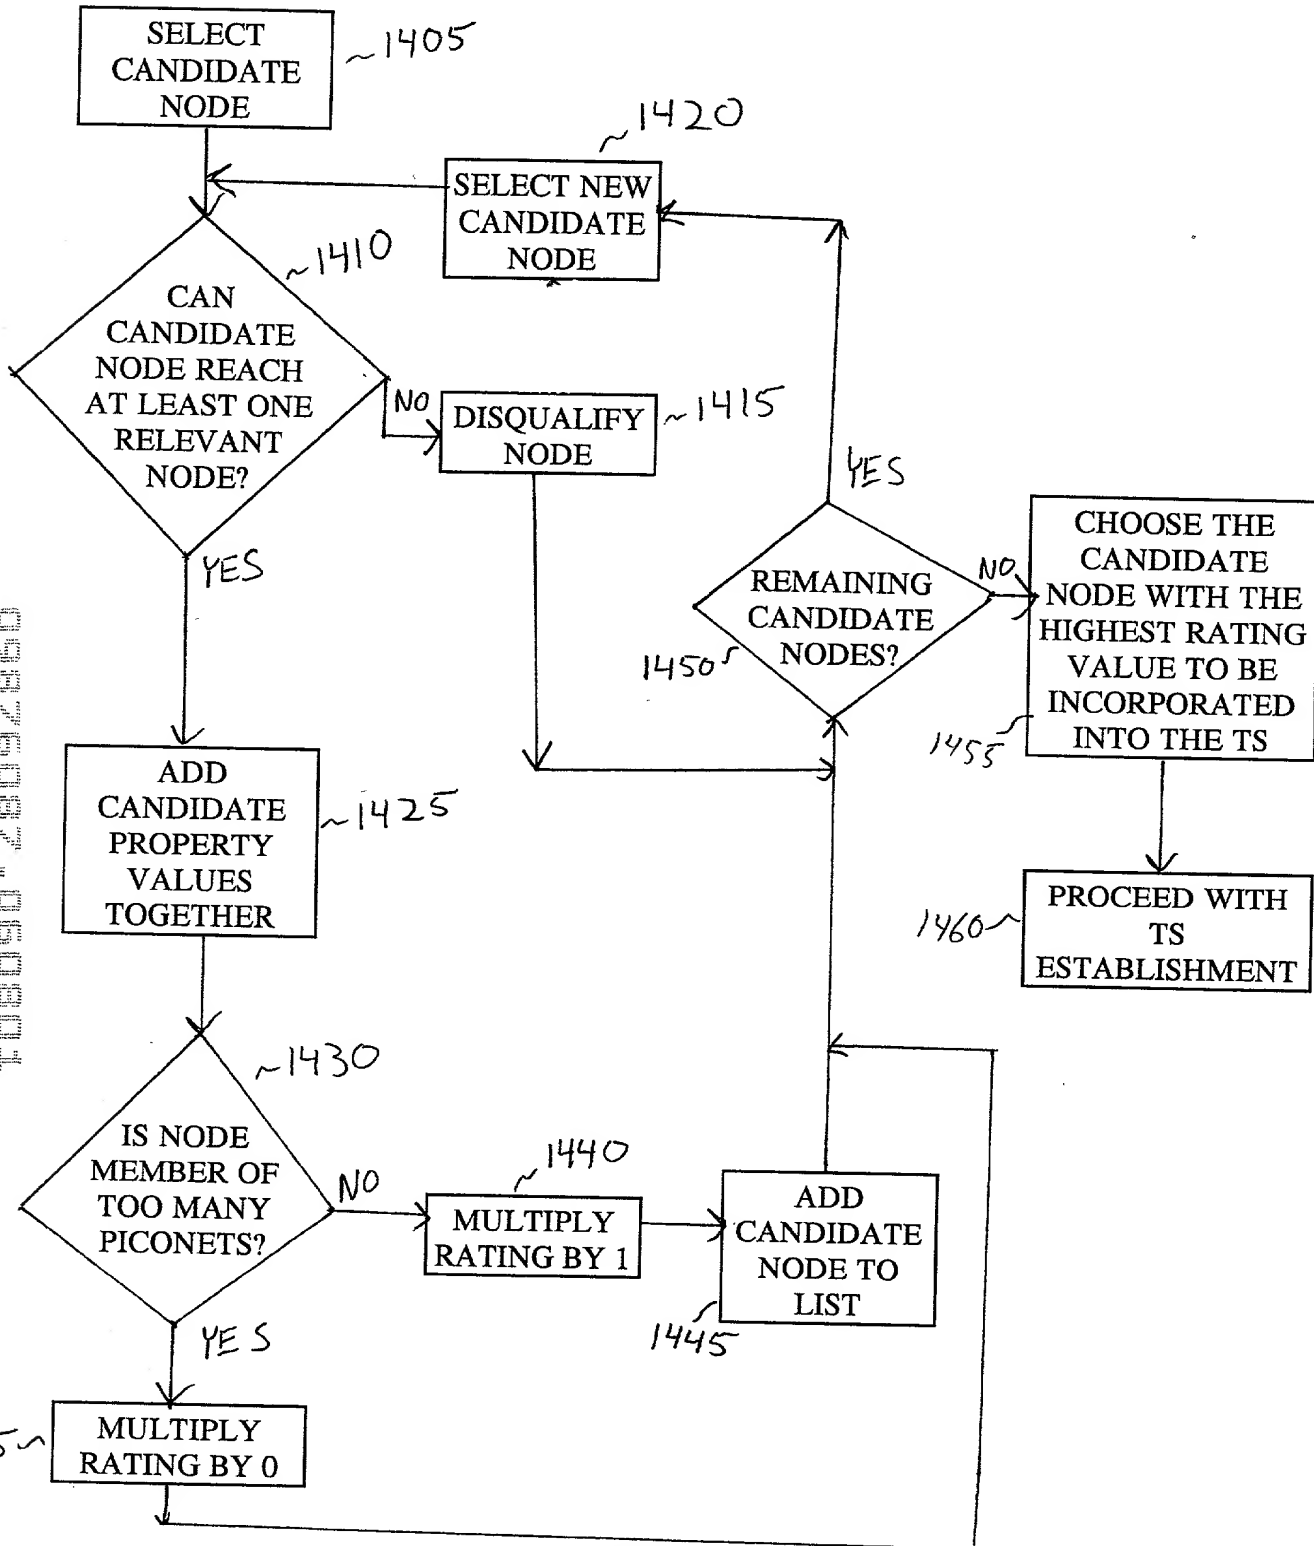 SELECT
CANDIDATE
NODE
1405
1420
SELECT NEW
CANDIDATE
NODE
1410
CAN
CANDIDATE
NODE REACH
AT LEAST ONE
RELEVANT
NODE?
NO
DISQUALIFY
NODE
1415
YES
YES
REMAINING
CANDIDATE
NODES?
1450
NO
CHOOSE THE
CANDIDATE
NODE WITH THE
HIGHEST RATING
VALUE TO BE
INCORPORATED
INTO THE TS
1455
ADD
CANDIDATE
PROPERTY
VALUES
TOGETHER
1425
PROCEED WITH
TS
ESTABLISHMENT
1460
1430
IS NODE
MEMBER OF
TOO MANY
PICONETS?
NO
1440
MULTIPLY
RATING BY 1
ADD
CANDIDATE
NODE TO
LIST
1445
YES
MULTIPLY
RATING BY 0
5